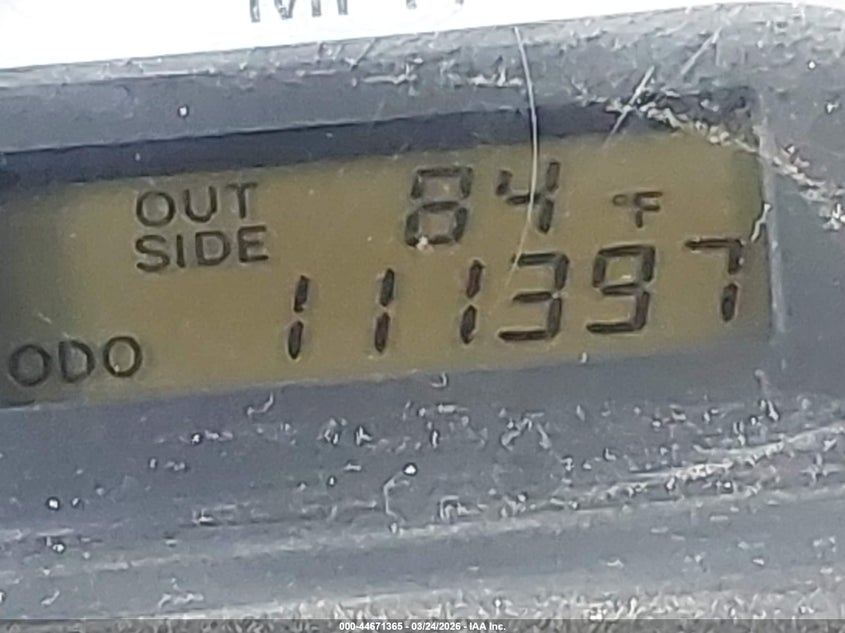 OUT SIDE 84 °F
ODO 111397
000-44671365 - 03/24/2026 - IAA Inc.